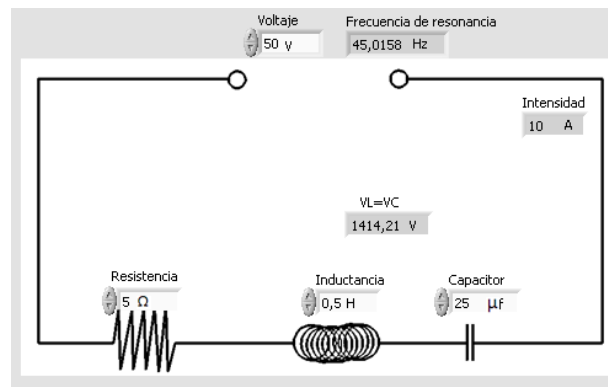 Voltaje
50 V
Frecuencia de resonancia
45,0158 Hz
Intensidad
10 A
VL=VC
1414,21 V
Resistencia
5 Ω
Inductancia
0,5 H
Capacitor
25 µf